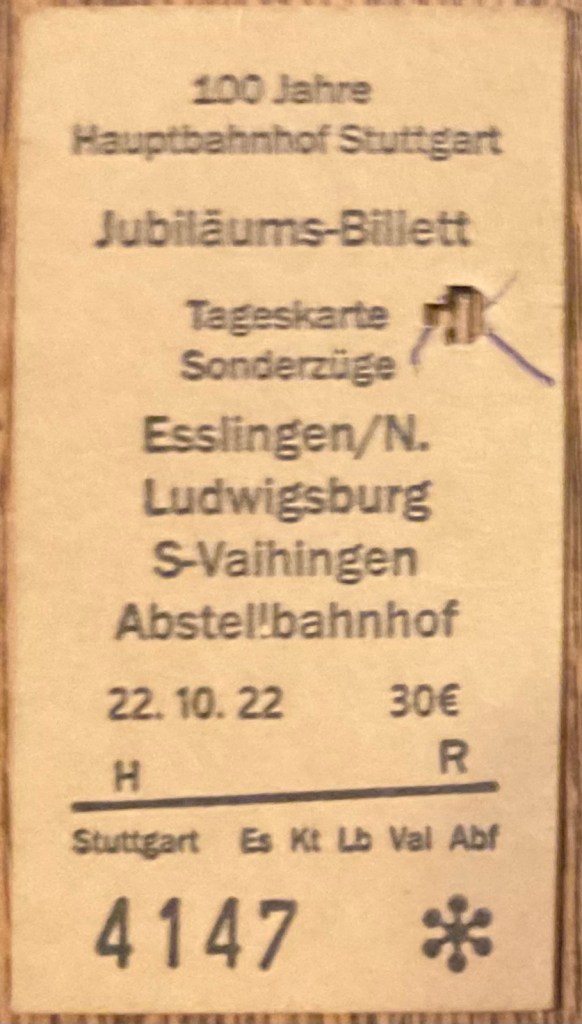 100 Jahre
Hauptbahnhof Stuttgart
Jubiläums-Billett
Tageskarte
Sonderzüge
Esslingen/N.
Ludwigsburg
S-Vaihingen
Abstellbahnhof
22. 10. 22 30€
H R
Stuttgart Es Kt Lb Vai Abf
4147 *